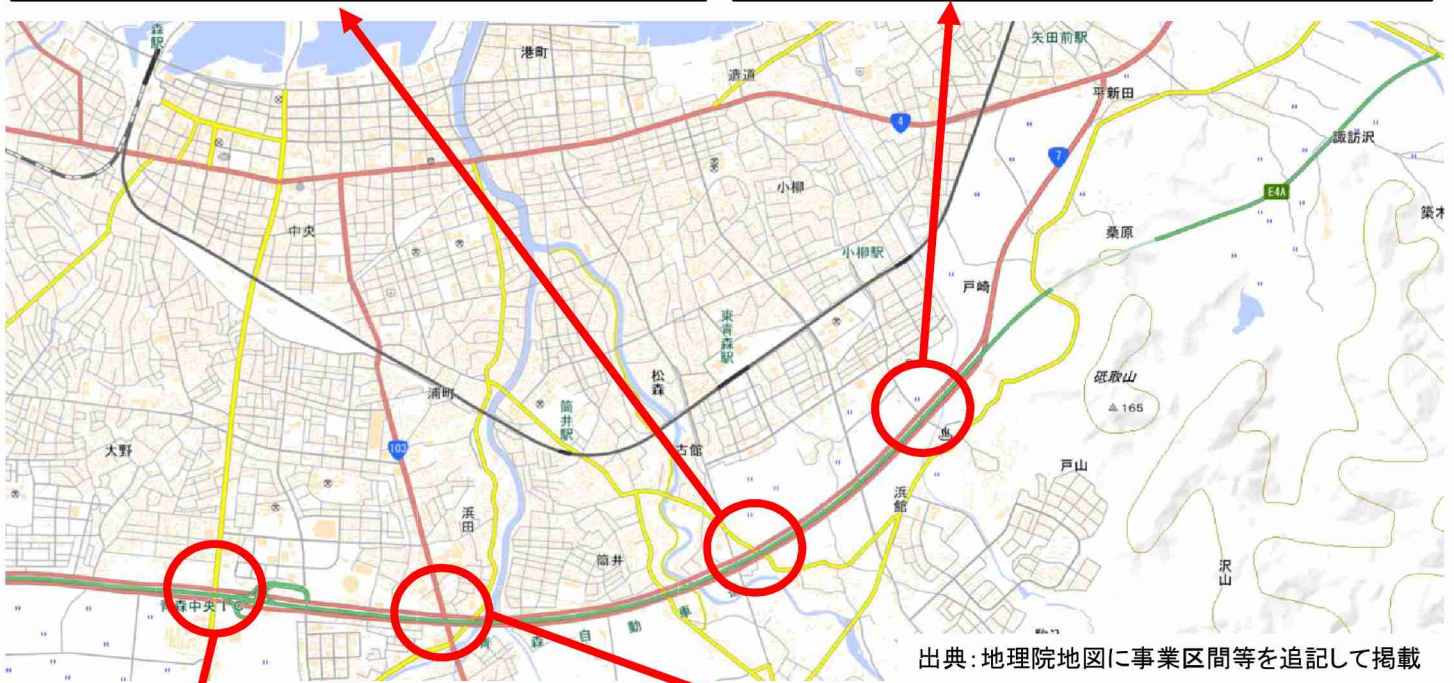 森駅
港町
造道
矢田前駅
平新田
4
7
諏訪沢
小柳
E4A
築木
中央
小柳駅
桑原
戸崎
東青森駅
砥取山
165
松森
浦町
筒井駅
古館
103
大野
戸山
浜館
浜田
筒井
沢山
青森中央IC
青森自動車道
出典:地理院地図に事業区間等を追記して掲載